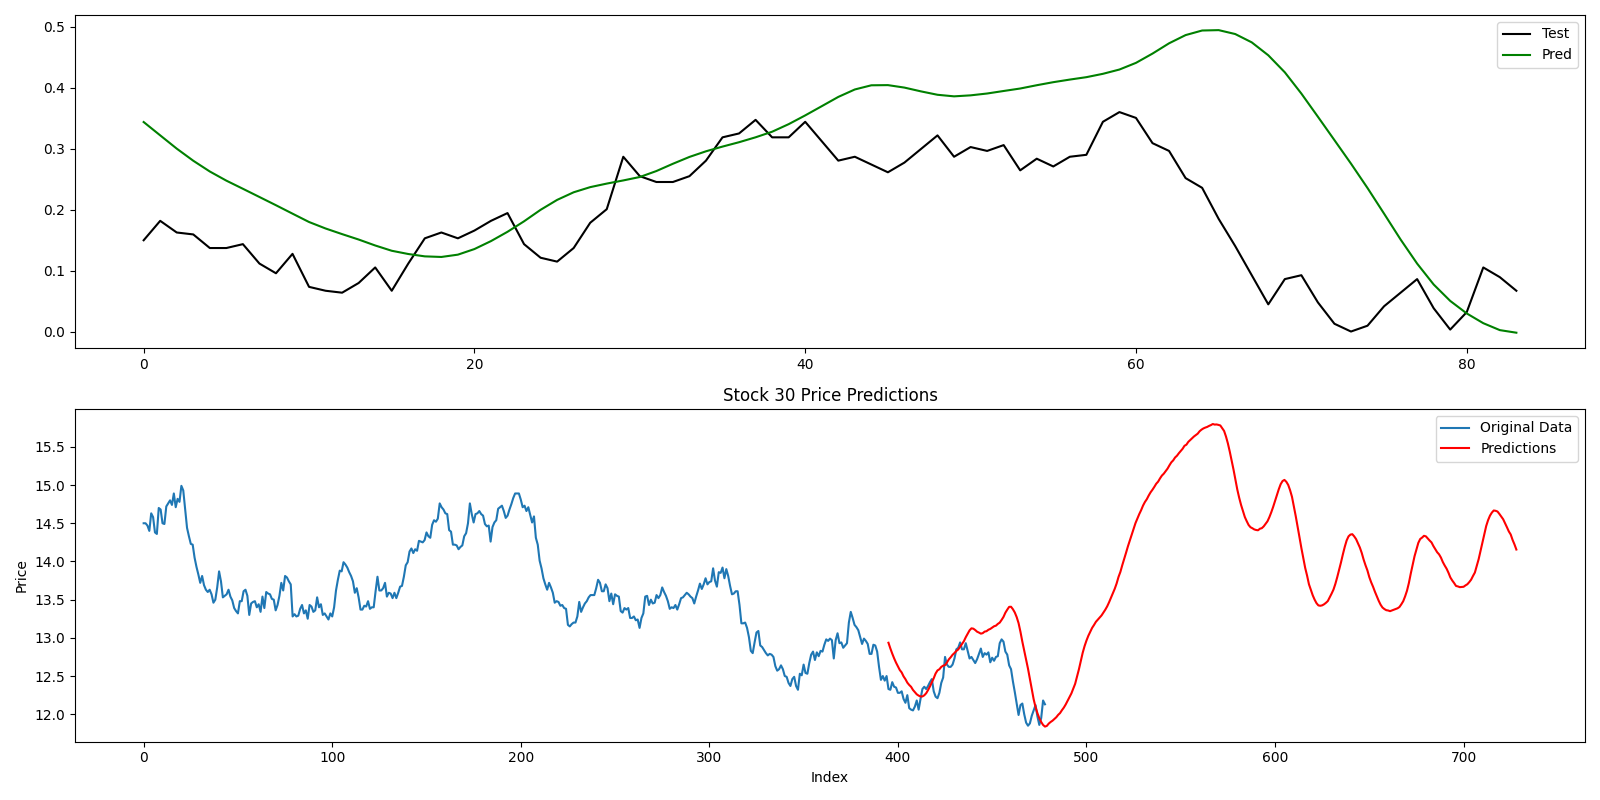 0.5
0.4
0.3
0.2
0.1
0.0
Test
Pred
0 20 40 60 80
Stock 30 Price Predictions
Price
15.5
15.0
14.5
14.0
13.5
13.0
12.5
12.0
Original Data
Predictions
0 100 200 300 400 500 600 700
Index